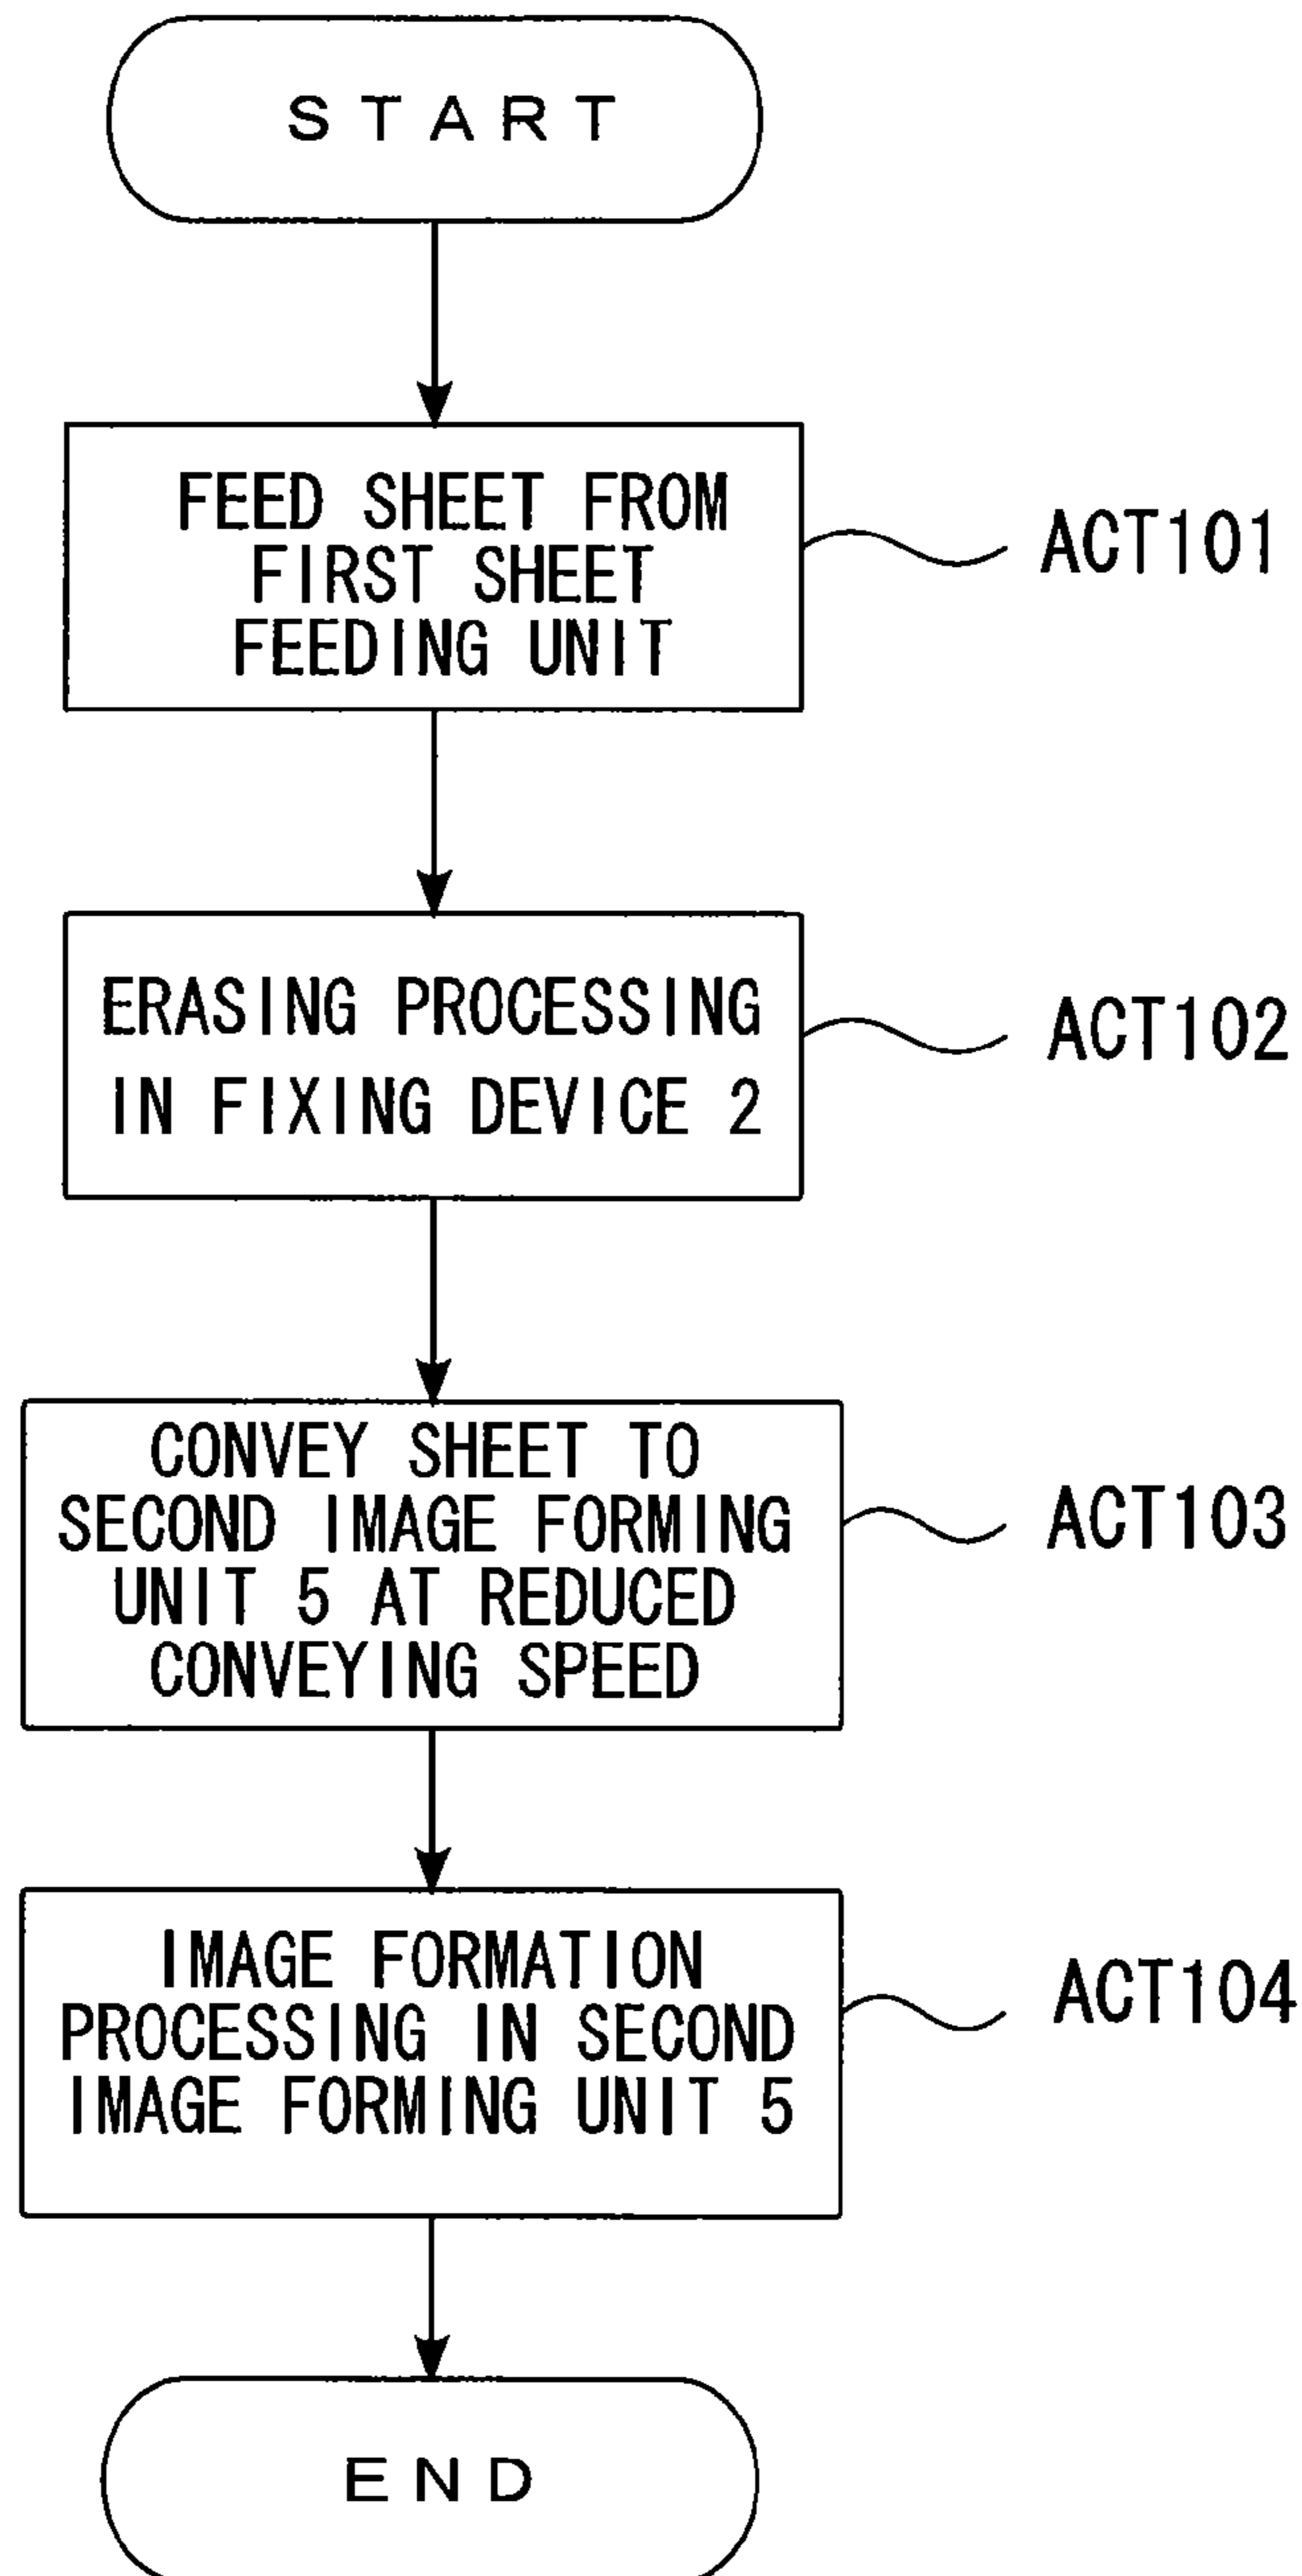 START
FEED SHEET FROM
FIRST SHEET
FEEDING UNIT
ACT101
ERASING PROCESSING
IN FIXING DEVICE 2
ACT102
CONVEY SHEET TO
SECOND IMAGE FORMING
UNIT 5 AT REDUCED
CONVEYING SPEED
ACT103
IMAGE FORMATION
PROCESSING IN SECOND
IMAGE FORMING UNIT 5
ACT104
END